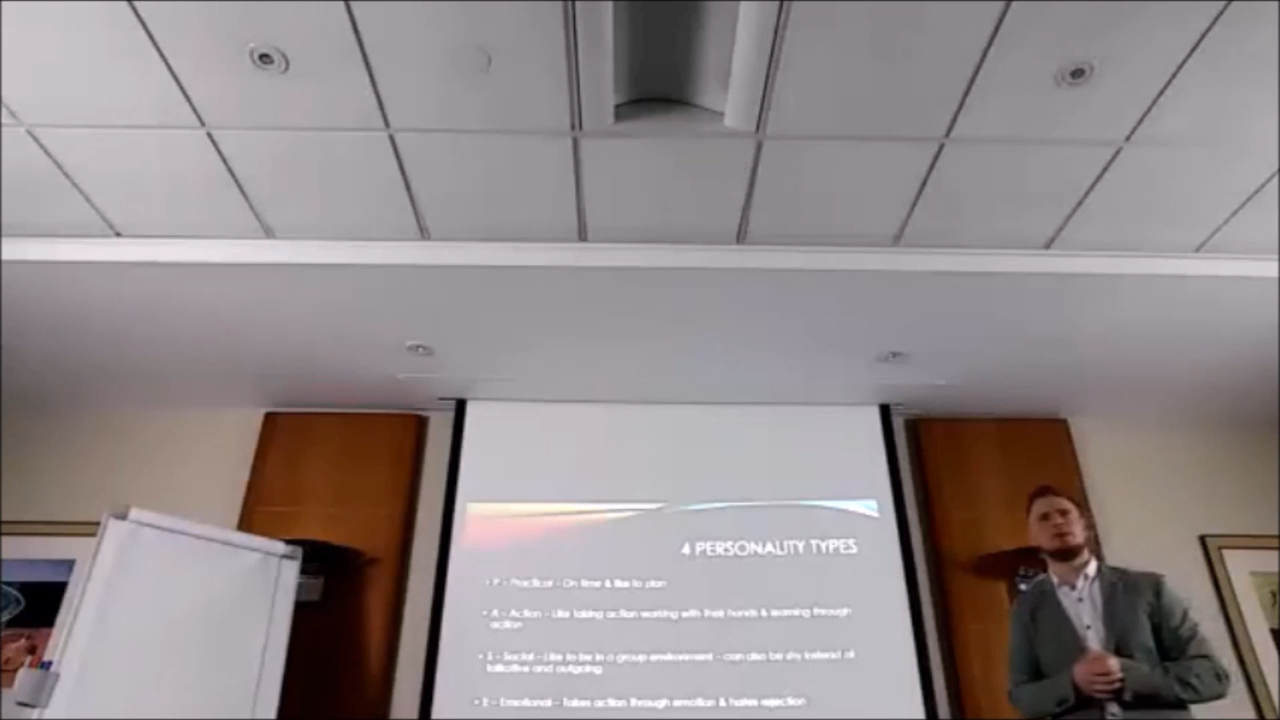 4 PERSONALITY TYPES
• P - Practical - On time & like to plan
• A - Action - Like taking action working with their hands & learning through
action
• S - Social - Like to be in a group environment - can also be shy instead of
talkative and outgoing
• E - Emotional - Takes action through emotion & hates rejection